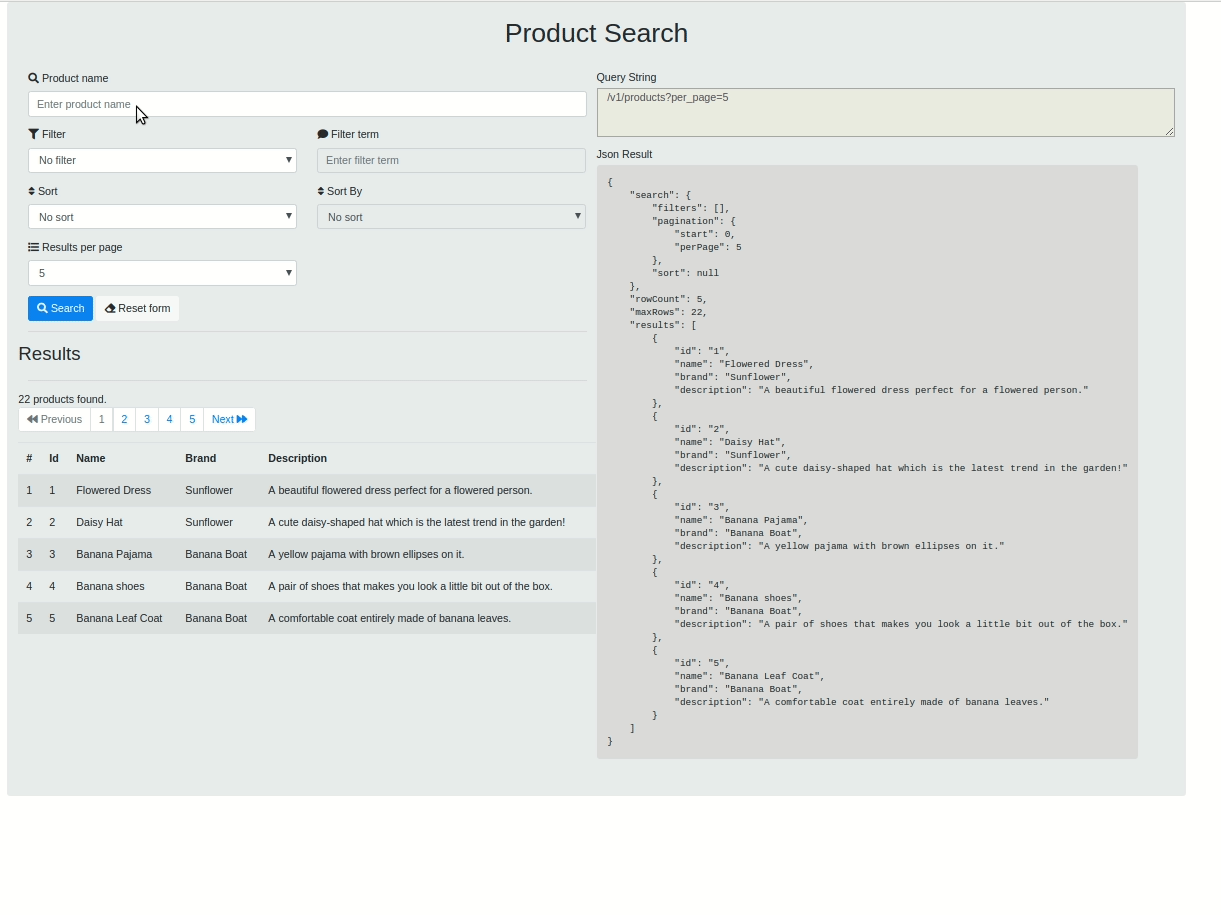 Product Search
Product name
Enter product name
Filter
Filter term
No filter
Enter filter term
Sort
Sort By
No sort
No sort
Results per page
5
Search
Reset form
Results
22 products found.
Previous 1 2 3 4 5 Next
# Id Name Brand Description
1 1 Flowered Dress Sunflower A beautiful flowered dress perfect for a flowered person.
2 2 Daisy Hat Sunflower A cute daisy-shaped hat which is the latest trend in the garden!
3 3 Banana Pajama Banana Boat A yellow pajama with brown ellipses on it.
4 4 Banana shoes Banana Boat A pair of shoes that makes you look a little bit out of the box.
5 5 Banana Leaf Coat Banana Boat A comfortable coat entirely made of banana leaves.
Query String
/v1/products?per_page=5
Json Result
{
    "search": {
        "filters": [],
        "pagination": {
            "start": 0,
            "perPage": 5
        },
        "sort": null
    },
    "rowCount": 5,
    "maxRows": 22,
    "results": [
        {
            "id": "1",
            "name": "Flowered Dress",
            "brand": "Sunflower",
            "description": "A beautiful flowered dress perfect for a flowered person."
        },
        {
            "id": "2",
            "name": "Daisy Hat",
            "brand": "Sunflower",
            "description": "A cute daisy-shaped hat which is the latest trend in the garden!"
        },
        {
            "id": "3",
            "name": "Banana Pajama",
            "brand": "Banana Boat",
            "description": "A yellow pajama with brown ellipses on it."
        },
        {
            "id": "4",
            "name": "Banana shoes",
            "brand": "Banana Boat",
            "description": "A pair of shoes that makes you look a little bit out of the box."
        },
        {
            "id": "5",
            "name": "Banana Leaf Coat",
            "brand": "Banana Boat",
            "description": "A comfortable coat entirely made of banana leaves."
        }
    ]
}